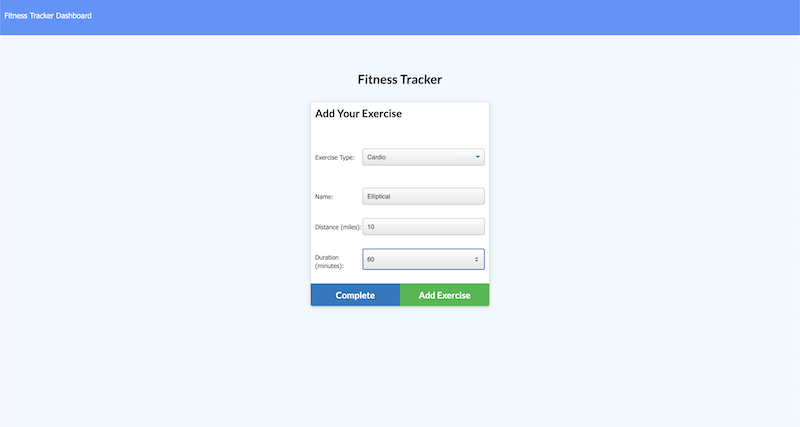 Fitness Tracker Dashboard
Fitness Tracker
Add Your Exercise
Exercise Type: Cardio
Name: Elliptical
Distance (miles): 10
Duration
(minutes): 60
Complete Add Exercise